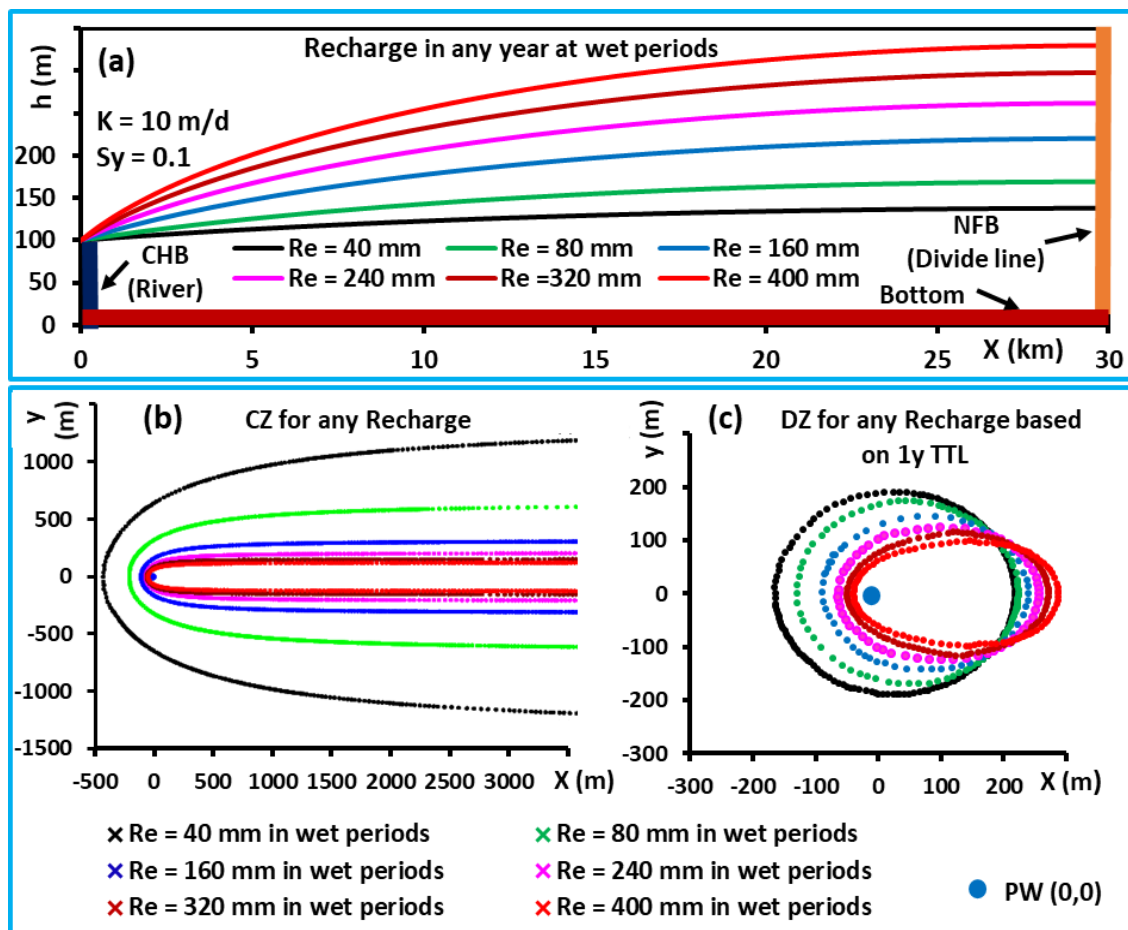 (a)
Recharge in any year at wet periods
h (m)
K = 10 m/d
Sy = 0.1
200
150
100
50
0
CHB
(River)
Re = 40 mm
Re = 80 mm
Re = 160 mm
Re = 240 mm
Re =320 mm
Re = 400 mm
NFB
(Divide line)
Bottom
0
5
10
15
20
25
30
X (km)
(b)
CZ for any Recharge
y
(m)
1000
500
0
-500
-1000
-1500
-500
0
500
1000
1500
2000
2500
3000
X (m)
(c)
DZ for any Recharge based
on 1y TTL
y (m)
200
100
0
-100
-200
-300
-300
-200
-100
0
100
200
X (m)
Re = 40 mm in wet periods
Re = 80 mm in wet periods
Re = 160 mm in wet periods
Re = 240 mm in wet periods
Re = 320 mm in wet periods
Re = 400 mm in wet periods
PW (0,0)